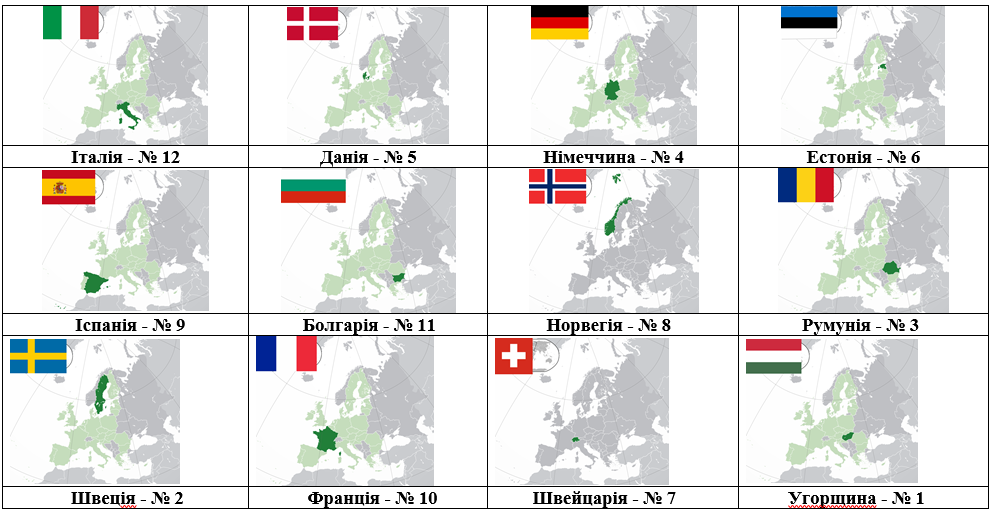 Італія - № 12
Данія - № 5
Німеччина - № 4
Естонія - № 6
Іспанія - № 9
Болгарія - № 11
Норвегія - № 8
Румунія - № 3
Швеція - № 2
Франція - № 10
Швейцарія - № 7
Угорщина - № 1